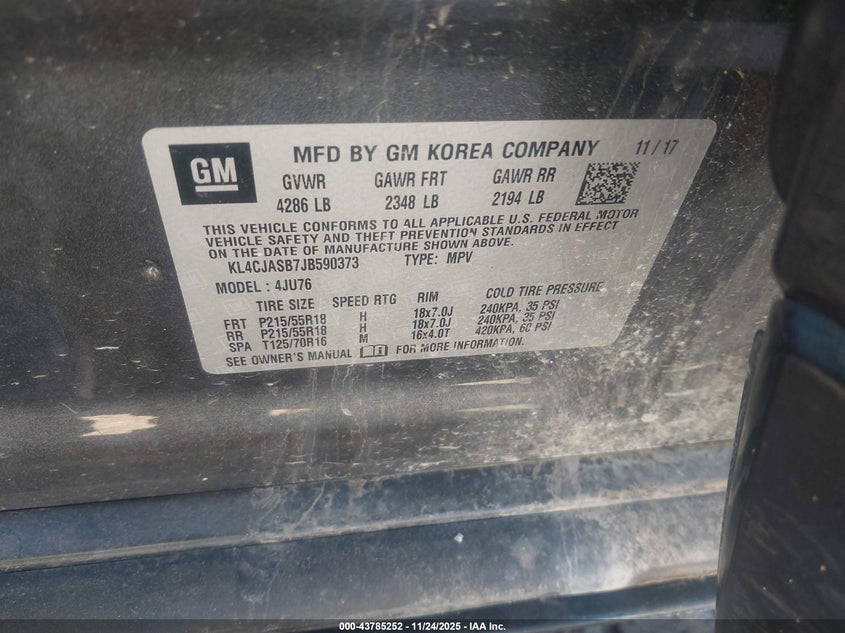 GM
MFD BY GM KOREA COMPANY 11/17
GVWR GAWR FRT GAWR RR
4286 LB 2348 LB 2194 LB
THIS VEHICLE CONFORMS TO ALL APPLICABLE U.S. FEDERAL MOTOR
VEHICLE SAFETY AND THEFT PREVENTION STANDARDS IN EFFECT
ON THE DATE OF MANUFACTURE SHOWN ABOVE.
KL4CJASB7JB590373 TYPE: MPV
MODEL : 4JU76
TIRE SIZE SPEED RTG RIM COLD TIRE PRESSURE
FRT P215/55R18 H 18x7.0J 240KPA, 35 PSI
RR P215/55R18 H 18x7.0J 240KPA, 35 PSI
SPA T125/70R16 M 16x4.0T 420KPA, 60 PSI
SEE OWNER'S MANUAL FOR MORE INFORMATION.
000-43785252 // 11/24/2025 // IAA Inc.